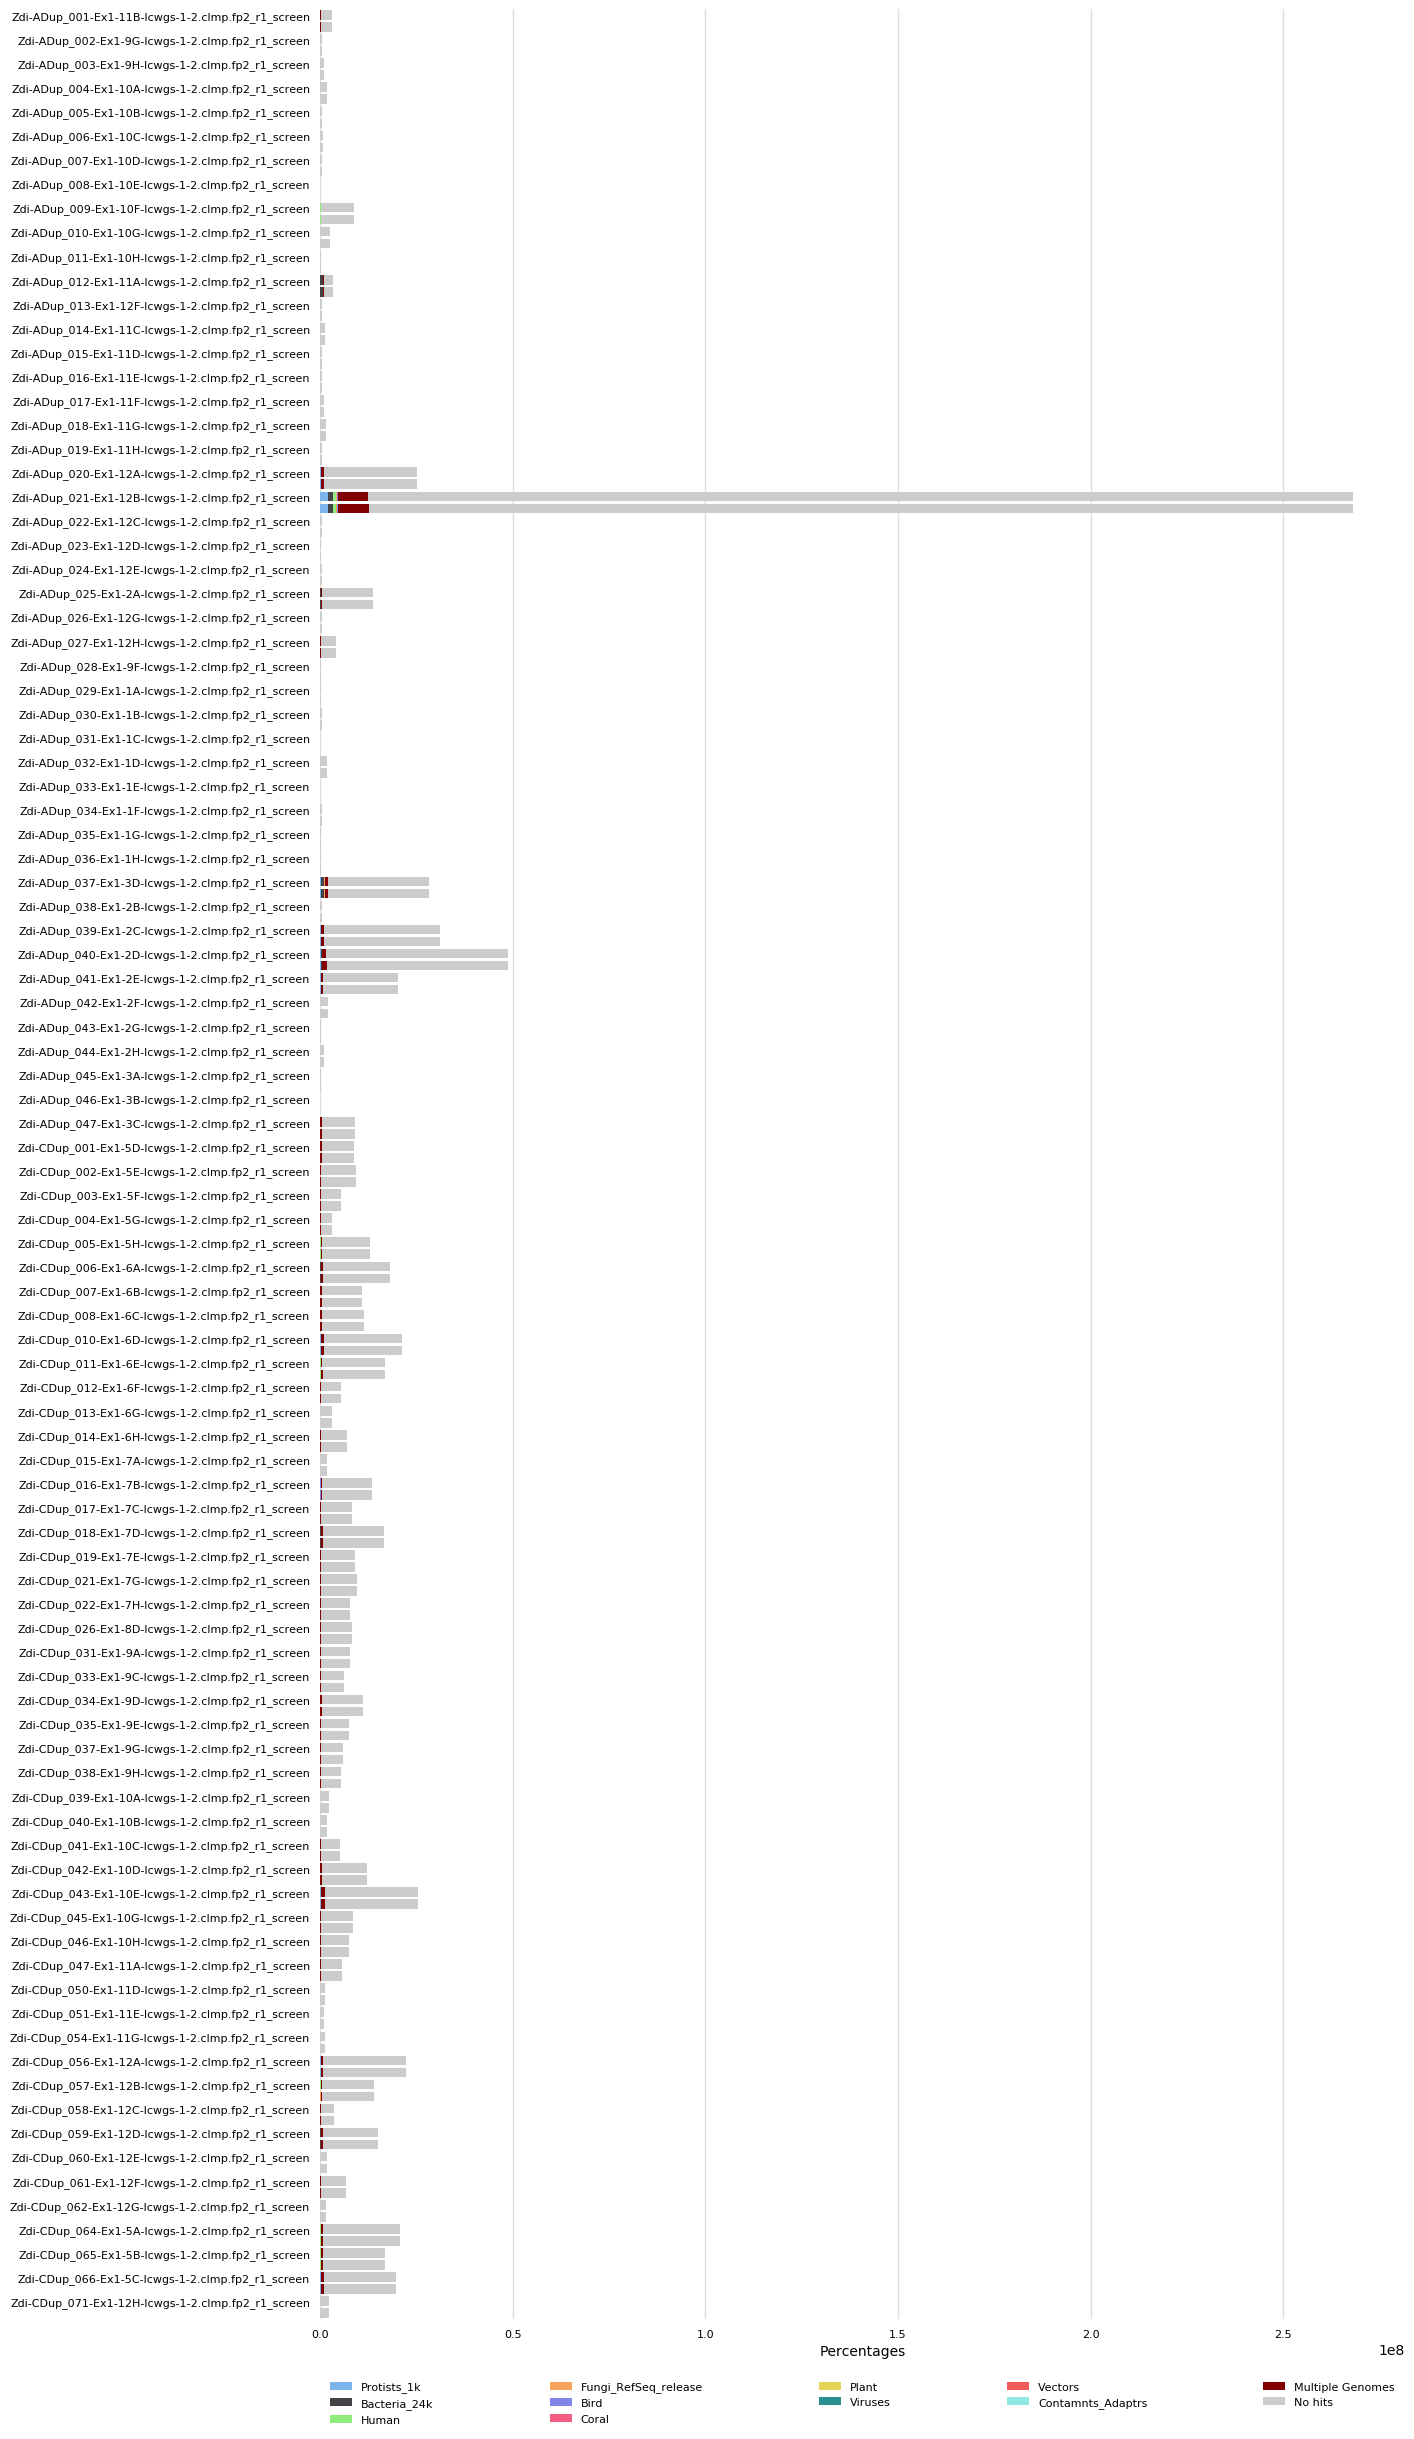 Zdi-ADup_001-Ex1-11B-lcwgs-1-2.clmp.fp2_r1_screen
Zdi-ADup_002-Ex1-9G-lcwgs-1-2.clmp.fp2_r1_screen
Zdi-ADup_003-Ex1-9H-lcwgs-1-2.clmp.fp2_r1_screen
Zdi-ADup_004-Ex1-10A-lcwgs-1-2.clmp.fp2_r1_screen
Zdi-ADup_005-Ex1-10B-lcwgs-1-2.clmp.fp2_r1_screen
Zdi-ADup_006-Ex1-10C-lcwgs-1-2.clmp.fp2_r1_screen
Zdi-ADup_007-Ex1-10D-lcwgs-1-2.clmp.fp2_r1_screen
Zdi-ADup_008-Ex1-10E-lcwgs-1-2.clmp.fp2_r1_screen
Zdi-ADup_009-Ex1-10F-lcwgs-1-2.clmp.fp2_r1_screen
Zdi-ADup_010-Ex1-10G-lcwgs-1-2.clmp.fp2_r1_screen
Zdi-ADup_011-Ex1-10H-lcwgs-1-2.clmp.fp2_r1_screen
Zdi-ADup_012-Ex1-11A-lcwgs-1-2.clmp.fp2_r1_screen
Zdi-ADup_013-Ex1-12F-lcwgs-1-2.clmp.fp2_r1_screen
Zdi-ADup_014-Ex1-11C-lcwgs-1-2.clmp.fp2_r1_screen
Zdi-ADup_015-Ex1-11D-lcwgs-1-2.clmp.fp2_r1_screen
Zdi-ADup_016-Ex1-11E-lcwgs-1-2.clmp.fp2_r1_screen
Zdi-ADup_017-Ex1-11F-lcwgs-1-2.clmp.fp2_r1_screen
Zdi-ADup_018-Ex1-11G-lcwgs-1-2.clmp.fp2_r1_screen
Zdi-ADup_019-Ex1-11H-lcwgs-1-2.clmp.fp2_r1_screen
Zdi-ADup_020-Ex1-12A-lcwgs-1-2.clmp.fp2_r1_screen
Zdi-ADup_021-Ex1-12B-lcwgs-1-2.clmp.fp2_r1_screen
Zdi-ADup_022-Ex1-12C-lcwgs-1-2.clmp.fp2_r1_screen
Zdi-ADup_023-Ex1-12D-lcwgs-1-2.clmp.fp2_r1_screen
Zdi-ADup_024-Ex1-12E-lcwgs-1-2.clmp.fp2_r1_screen
Zdi-ADup_025-Ex1-2A-lcwgs-1-2.clmp.fp2_r1_screen
Zdi-ADup_026-Ex1-12G-lcwgs-1-2.clmp.fp2_r1_screen
Zdi-ADup_027-Ex1-12H-lcwgs-1-2.clmp.fp2_r1_screen
Zdi-ADup_028-Ex1-9F-lcwgs-1-2.clmp.fp2_r1_screen
Zdi-ADup_029-Ex1-1A-lcwgs-1-2.clmp.fp2_r1_screen
Zdi-ADup_030-Ex1-1B-lcwgs-1-2.clmp.fp2_r1_screen
Zdi-ADup_031-Ex1-1C-lcwgs-1-2.clmp.fp2_r1_screen
Zdi-ADup_032-Ex1-1D-lcwgs-1-2.clmp.fp2_r1_screen
Zdi-ADup_033-Ex1-1E-lcwgs-1-2.clmp.fp2_r1_screen
Zdi-ADup_034-Ex1-1F-lcwgs-1-2.clmp.fp2_r1_screen
Zdi-ADup_035-Ex1-1G-lcwgs-1-2.clmp.fp2_r1_screen
Zdi-ADup_036-Ex1-1H-lcwgs-1-2.clmp.fp2_r1_screen
Zdi-ADup_037-Ex1-3D-lcwgs-1-2.clmp.fp2_r1_screen
Zdi-ADup_038-Ex1-2B-lcwgs-1-2.clmp.fp2_r1_screen
Zdi-ADup_039-Ex1-2C-lcwgs-1-2.clmp.fp2_r1_screen
Zdi-ADup_040-Ex1-2D-lcwgs-1-2.clmp.fp2_r1_screen
Zdi-ADup_041-Ex1-2E-lcwgs-1-2.clmp.fp2_r1_screen
Zdi-ADup_042-Ex1-2F-lcwgs-1-2.clmp.fp2_r1_screen
Zdi-ADup_043-Ex1-2G-lcwgs-1-2.clmp.fp2_r1_screen
Zdi-ADup_044-Ex1-2H-lcwgs-1-2.clmp.fp2_r1_screen
Zdi-ADup_045-Ex1-3A-lcwgs-1-2.clmp.fp2_r1_screen
Zdi-ADup_046-Ex1-3B-lcwgs-1-2.clmp.fp2_r1_screen
Zdi-ADup_047-Ex1-3C-lcwgs-1-2.clmp.fp2_r1_screen
Zdi-CDup_001-Ex1-5D-lcwgs-1-2.clmp.fp2_r1_screen
Zdi-CDup_002-Ex1-5E-lcwgs-1-2.clmp.fp2_r1_screen
Zdi-CDup_003-Ex1-5F-lcwgs-1-2.clmp.fp2_r1_screen
Zdi-CDup_004-Ex1-5G-lcwgs-1-2.clmp.fp2_r1_screen
Zdi-CDup_005-Ex1-5H-lcwgs-1-2.clmp.fp2_r1_screen
Zdi-CDup_006-Ex1-6A-lcwgs-1-2.clmp.fp2_r1_screen
Zdi-CDup_007-Ex1-6B-lcwgs-1-2.clmp.fp2_r1_screen
Zdi-CDup_008-Ex1-6C-lcwgs-1-2.clmp.fp2_r1_screen
Zdi-CDup_010-Ex1-6D-lcwgs-1-2.clmp.fp2_r1_screen
Zdi-CDup_011-Ex1-6E-lcwgs-1-2.clmp.fp2_r1_screen
Zdi-CDup_012-Ex1-6F-lcwgs-1-2.clmp.fp2_r1_screen
Zdi-CDup_013-Ex1-6G-lcwgs-1-2.clmp.fp2_r1_screen
Zdi-CDup_014-Ex1-6H-lcwgs-1-2.clmp.fp2_r1_screen
Zdi-CDup_015-Ex1-7A-lcwgs-1-2.clmp.fp2_r1_screen
Zdi-CDup_016-Ex1-7B-lcwgs-1-2.clmp.fp2_r1_screen
Zdi-CDup_017-Ex1-7C-lcwgs-1-2.clmp.fp2_r1_screen
Zdi-CDup_018-Ex1-7D-lcwgs-1-2.clmp.fp2_r1_screen
Zdi-CDup_019-Ex1-7E-lcwgs-1-2.clmp.fp2_r1_screen
Zdi-CDup_021-Ex1-7G-lcwgs-1-2.clmp.fp2_r1_screen
Zdi-CDup_022-Ex1-7H-lcwgs-1-2.clmp.fp2_r1_screen
Zdi-CDup_026-Ex1-8D-lcwgs-1-2.clmp.fp2_r1_screen
Zdi-CDup_031-Ex1-9A-lcwgs-1-2.clmp.fp2_r1_screen
Zdi-CDup_033-Ex1-9C-lcwgs-1-2.clmp.fp2_r1_screen
Zdi-CDup_034-Ex1-9D-lcwgs-1-2.clmp.fp2_r1_screen
Zdi-CDup_035-Ex1-9E-lcwgs-1-2.clmp.fp2_r1_screen
Zdi-CDup_037-Ex1-9G-lcwgs-1-2.clmp.fp2_r1_screen
Zdi-CDup_038-Ex1-9H-lcwgs-1-2.clmp.fp2_r1_screen
Zdi-CDup_039-Ex1-10A-lcwgs-1-2.clmp.fp2_r1_screen
Zdi-CDup_040-Ex1-10B-lcwgs-1-2.clmp.fp2_r1_screen
Zdi-CDup_041-Ex1-10C-lcwgs-1-2.clmp.fp2_r1_screen
Zdi-CDup_042-Ex1-10D-lcwgs-1-2.clmp.fp2_r1_screen
Zdi-CDup_043-Ex1-10E-lcwgs-1-2.clmp.fp2_r1_screen
Zdi-CDup_045-Ex1-10G-lcwgs-1-2.clmp.fp2_r1_screen
Zdi-CDup_046-Ex1-10H-lcwgs-1-2.clmp.fp2_r1_screen
Zdi-CDup_047-Ex1-11A-lcwgs-1-2.clmp.fp2_r1_screen
Zdi-CDup_050-Ex1-11D-lcwgs-1-2.clmp.fp2_r1_screen
Zdi-CDup_051-Ex1-11E-lcwgs-1-2.clmp.fp2_r1_screen
Zdi-CDup_054-Ex1-11G-lcwgs-1-2.clmp.fp2_r1_screen
Zdi-CDup_056-Ex1-12A-lcwgs-1-2.clmp.fp2_r1_screen
Zdi-CDup_057-Ex1-12B-lcwgs-1-2.clmp.fp2_r1_screen
Zdi-CDup_058-Ex1-12C-lcwgs-1-2.clmp.fp2_r1_screen
Zdi-CDup_059-Ex1-12D-lcwgs-1-2.clmp.fp2_r1_screen
Zdi-CDup_060-Ex1-12E-lcwgs-1-2.clmp.fp2_r1_screen
Zdi-CDup_061-Ex1-12F-lcwgs-1-2.clmp.fp2_r1_screen
Zdi-CDup_062-Ex1-12G-lcwgs-1-2.clmp.fp2_r1_screen
Zdi-CDup_064-Ex1-5A-lcwgs-1-2.clmp.fp2_r1_screen
Zdi-CDup_065-Ex1-5B-lcwgs-1-2.clmp.fp2_r1_screen
Zdi-CDup_066-Ex1-5C-lcwgs-1-2.clmp.fp2_r1_screen
Zdi-CDup_071-Ex1-12H-lcwgs-1-2.clmp.fp2_r1_screen
0.0 0.5 1.0 1.5 2.0 2.5
Percentages 1e8
Protists_1k Fungi_RefSeq_release Plant Vectors Multiple Genomes
Bacteria_24k Bird Viruses Contamnts_Adaptrs No hits
Human Coral